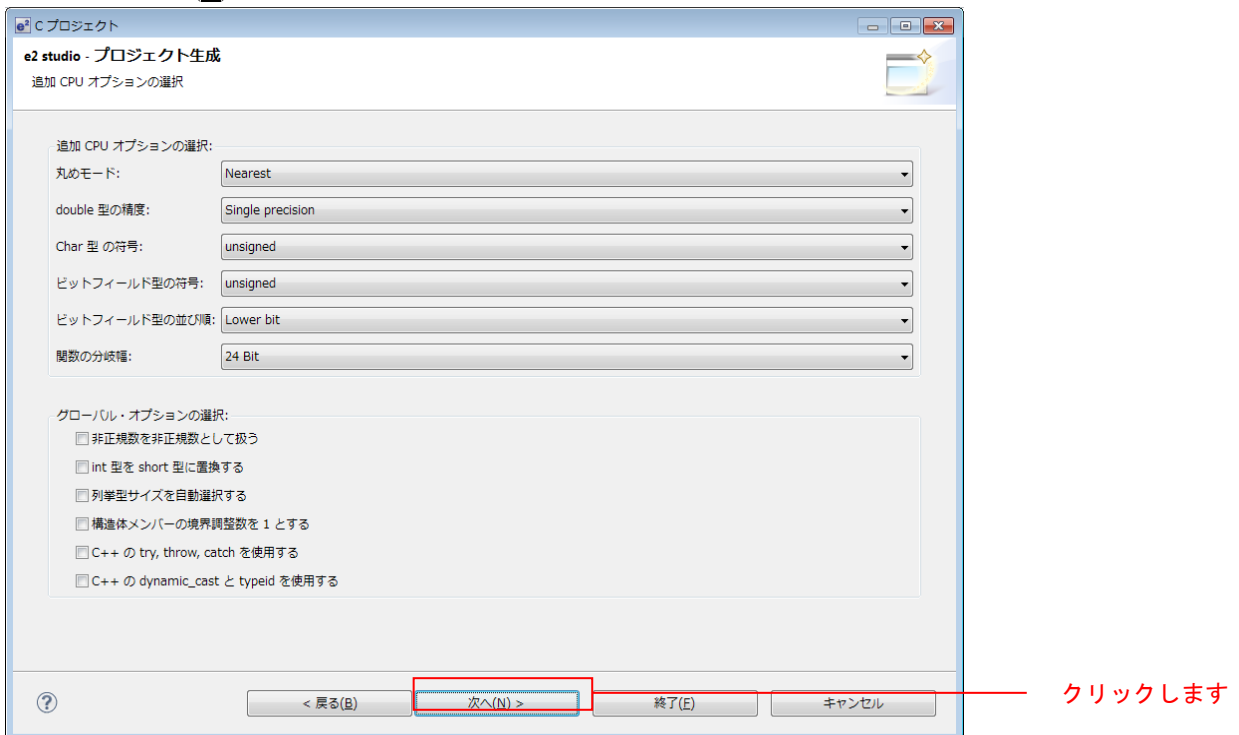 C プロジェクト
e2 studio - プロジェクト生成
追加 CPU オプションの選択
追加 CPU オプションの選択:
丸めモード: Nearest
double 型の精度: Single precision
Char 型 の符号: unsigned
ビットフィールド型の符号: unsigned
ビットフィールド型の並び順: Lower bit
関数の分岐幅: 24 Bit
グローバル・オプションの選択:
非正規数を非正規数として扱う
int 型を short 型に置換する
列挙型サイズを自動選択する
構造体メンバーの境界調整数を 1 とする
C++ の try, throw, catch を使用する
C++ の dynamic_cast と typeid を使用する
< 戻る(B) 次へ(N) > 終了(F) キャンセル
クリックします